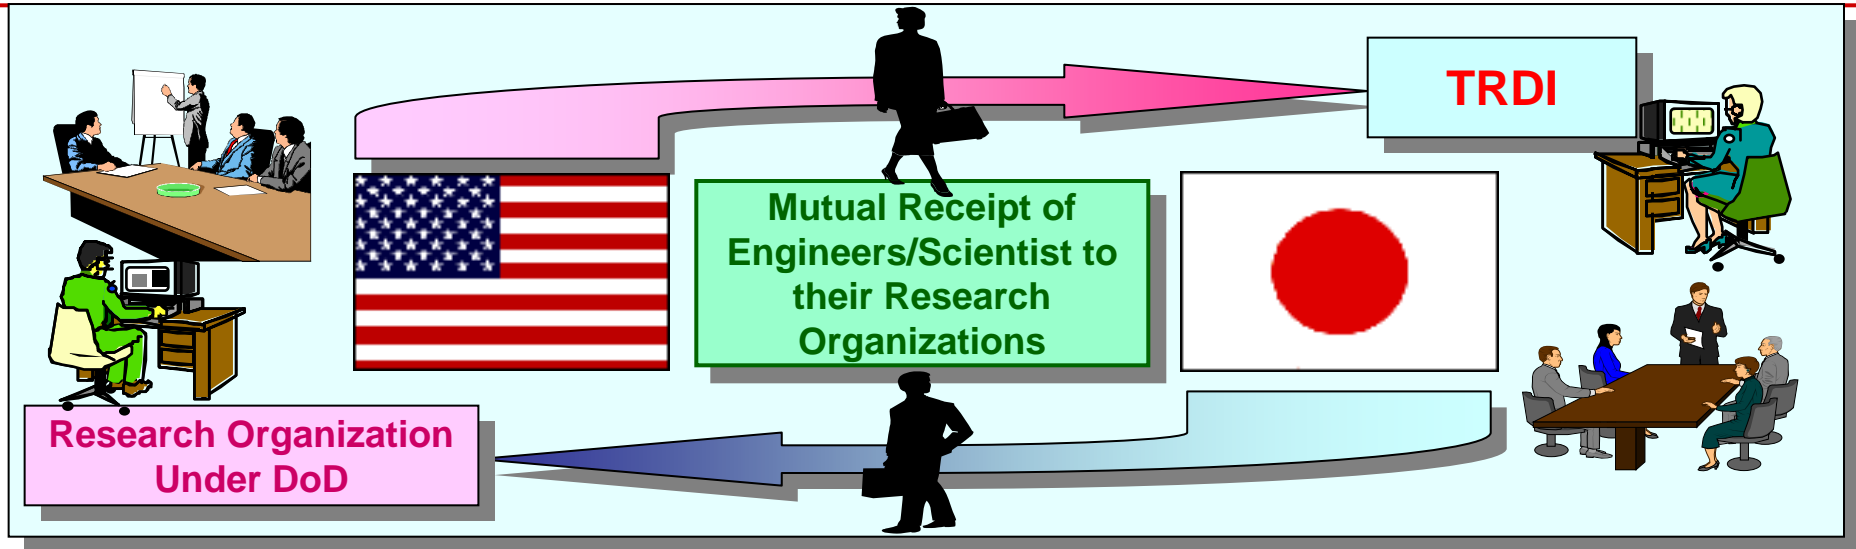 TRDI
Mutual Receipt of
Engineers/Scientist to
their Research
Organizations
Research Organization
Under DoD